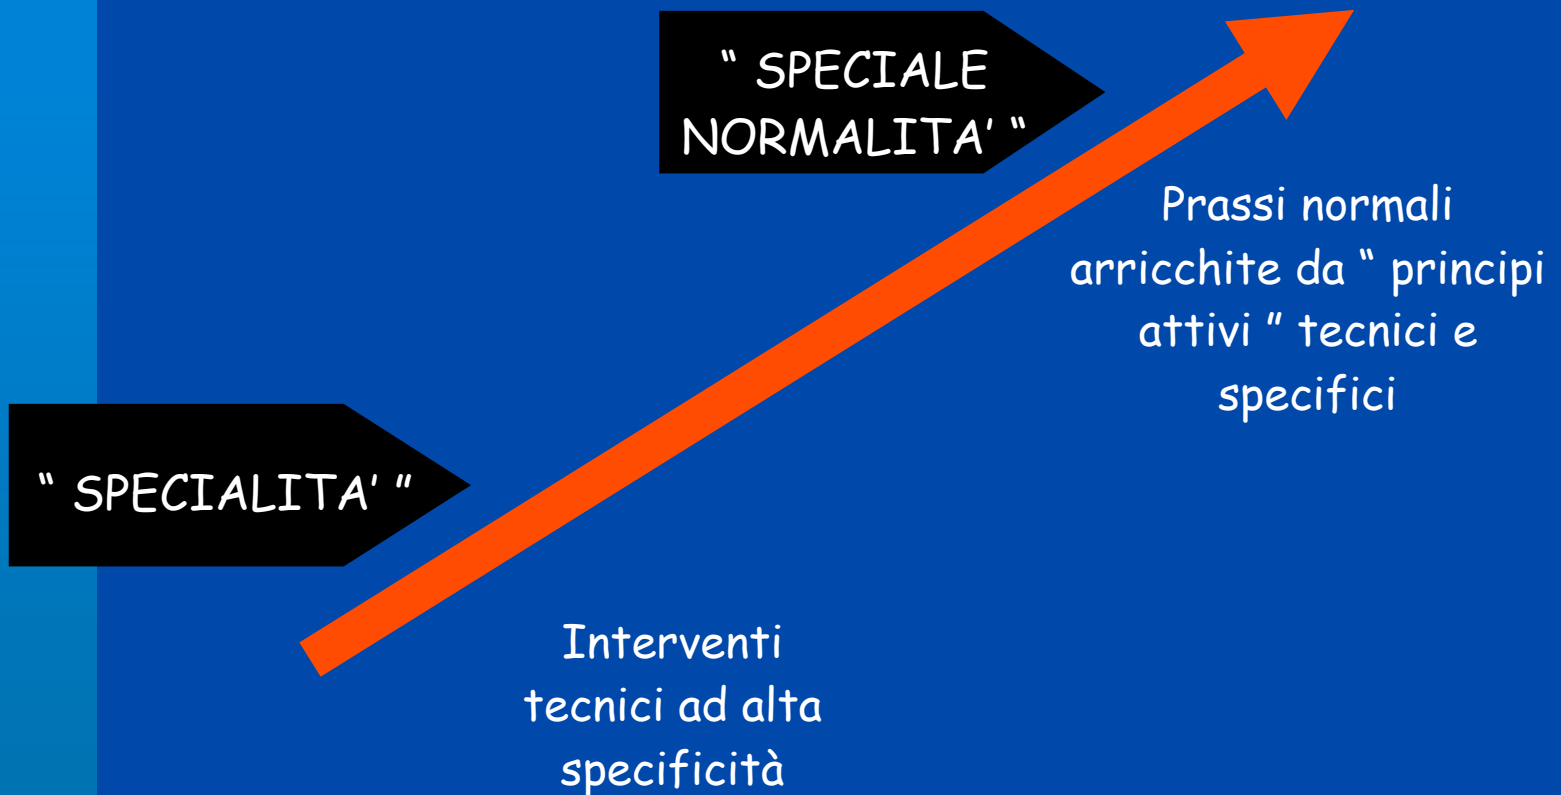 “ SPECIALE
NORMALITA’ “
Prassi normali
arricchite da “ principi
attivi ” tecnici e
specifici
“ SPECIALITA’ ”
Interventi
tecnici ad alta
specificità